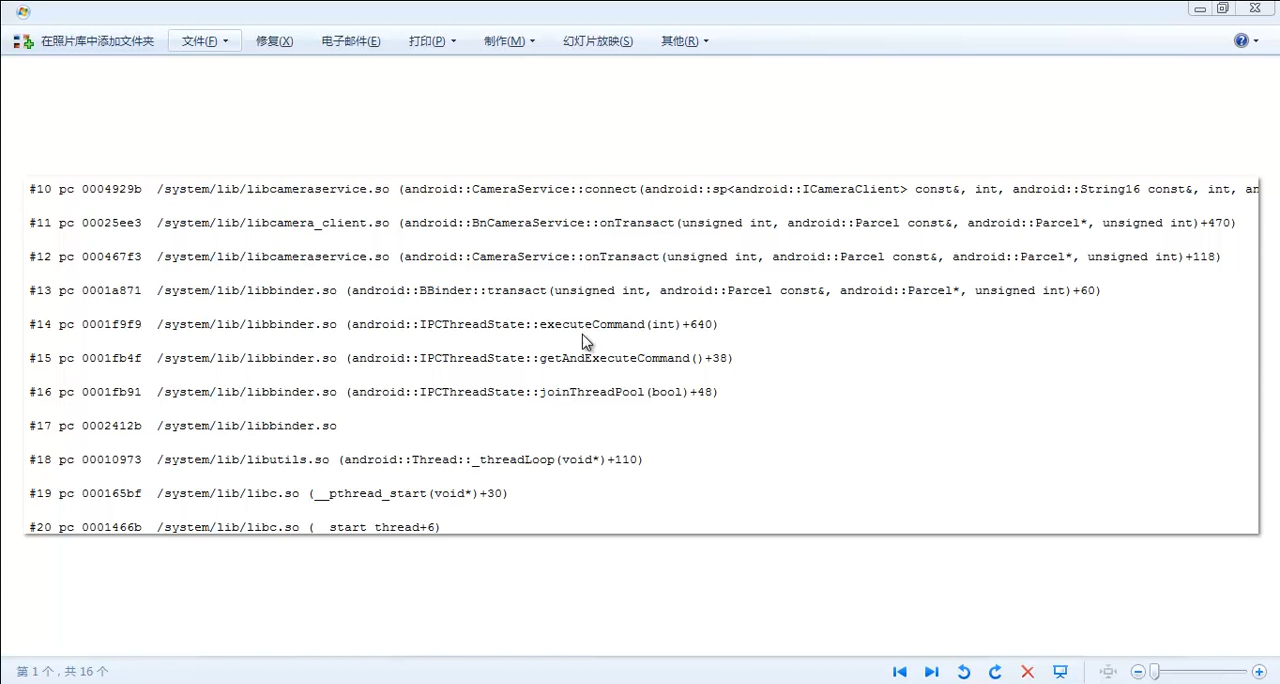 在照片库中添加文件夹 文件(F) 修复(X) 电子邮件(E) 打印(P) 制作(M) 幻灯片放映(S) 其他(R)
#10 pc 0004929b /system/lib/libcameraservice.so (android::CameraService::connect(android::sp<android::ICameraClient> const&, int, android::String16 const&, int, an
#11 pc 00025ee3 /system/lib/libcamera_client.so (android::BnCameraService::onTransact(unsigned int, android::Parcel const&, android::Parcel*, unsigned int)+470)
#12 pc 000467f3 /system/lib/libcameraservice.so (android::CameraService::onTransact(unsigned int, android::Parcel const&, android::Parcel*, unsigned int)+118)
#13 pc 0001a871 /system/lib/libbinder.so (android::BBinder::transact(unsigned int, android::Parcel const&, android::Parcel*, unsigned int)+60)
#14 pc 0001f9f9 /system/lib/libbinder.so (android::IPCThreadState::executeCommand(int)+640)
#15 pc 0001fb4f /system/lib/libbinder.so (android::IPCThreadState::getAndExecuteCommand()+38)
#16 pc 0001fb91 /system/lib/libbinder.so (android::IPCThreadState::joinThreadPool(bool)+48)
#17 pc 0002412b /system/lib/libbinder.so
#18 pc 00010973 /system/lib/libutils.so (android::Thread::_threadLoop(void*)+110)
#19 pc 000165bf /system/lib/libc.so (__pthread_start(void*)+30)
#20 pc 0001466b /system/lib/libc.so (__start_thread+6)
第 1 个，共 16 个